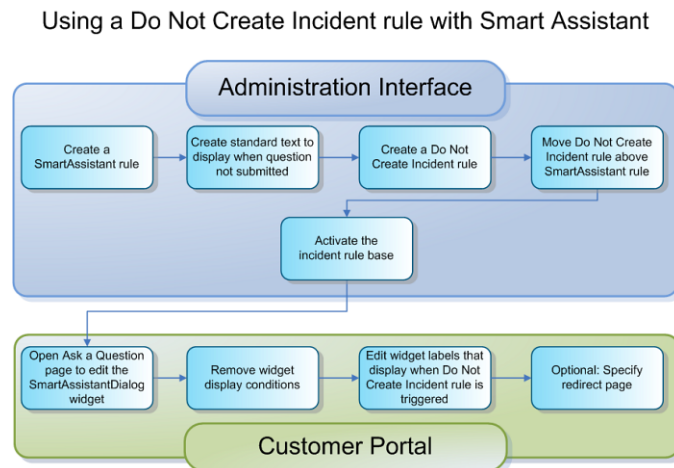 Using a Do Not Create Incident rule with Smart Assistant
Administration Interface
Create a
SmartAssistant rule
Create standard text to
display when question
not submitted
Create a Do Not
Create Incident rule
Move Do Not Create
Incident rule above
SmartAssistant rule
Activate the
incident rule base
Open Ask a Question
page to edit the
SmartAssistantDialog
widget
Remove widget
display conditions
Edit widget labels that
display when Do Not
Create Incident rule is
triggered
Optional: Specify
redirect page
Customer Portal